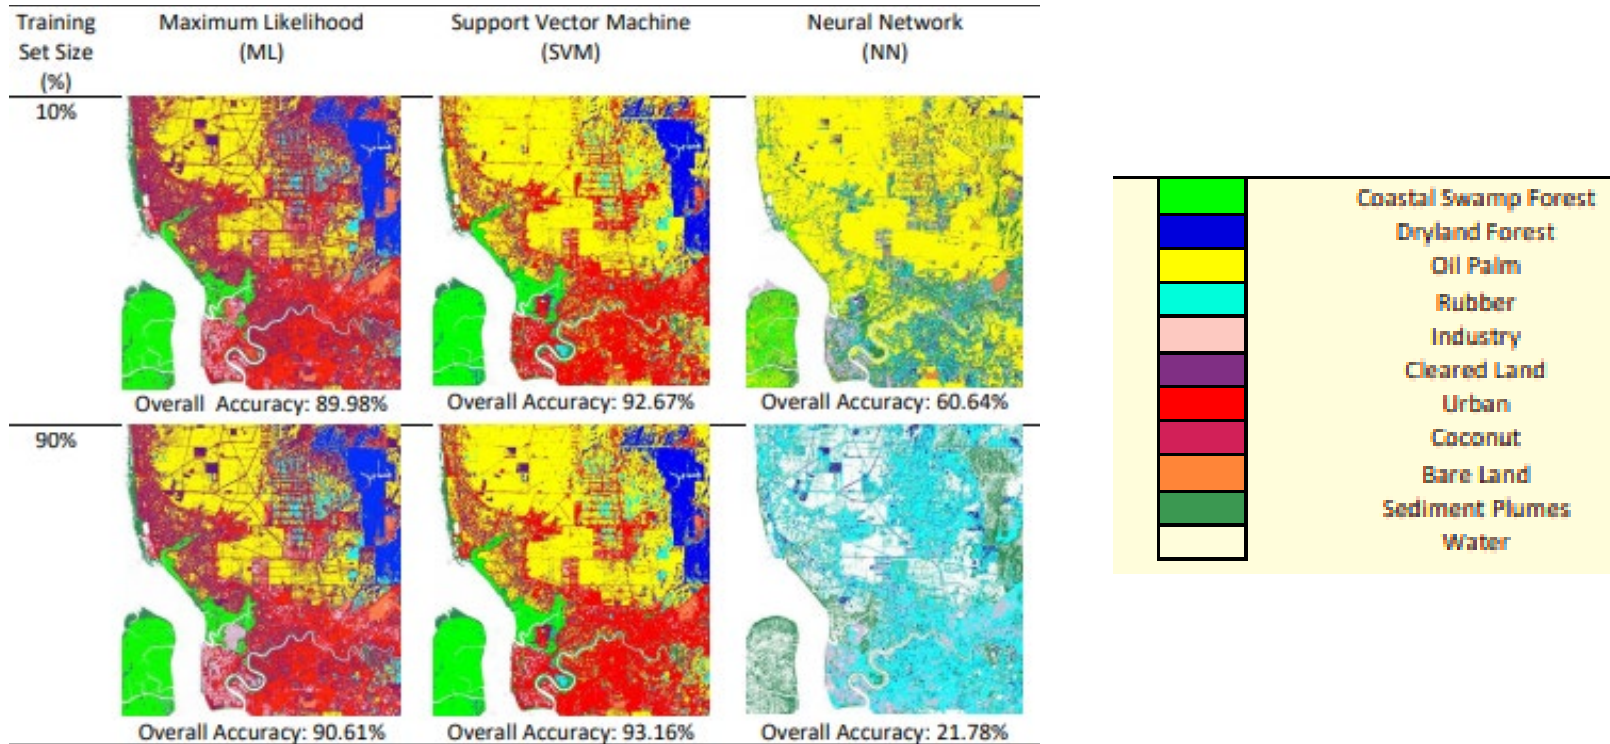 Training
Set Size
(%)
Maximum Likelihood
(ML)
Support Vector Machine
(SVM)
Neural Network
(NN)
10%
Overall Accuracy: 89.98%
Overall Accuracy: 92.67%
Overall Accuracy: 60.64%
90%
Overall Accuracy: 90.61%
Overall Accuracy: 93.16%
Overall Accuracy: 21.78%
Coastal Swamp Forest
Dryland Forest
Oil Palm
Rubber
Industry
Cleared Land
Urban
Coconut
Bare Land
Sediment Plumes
Water